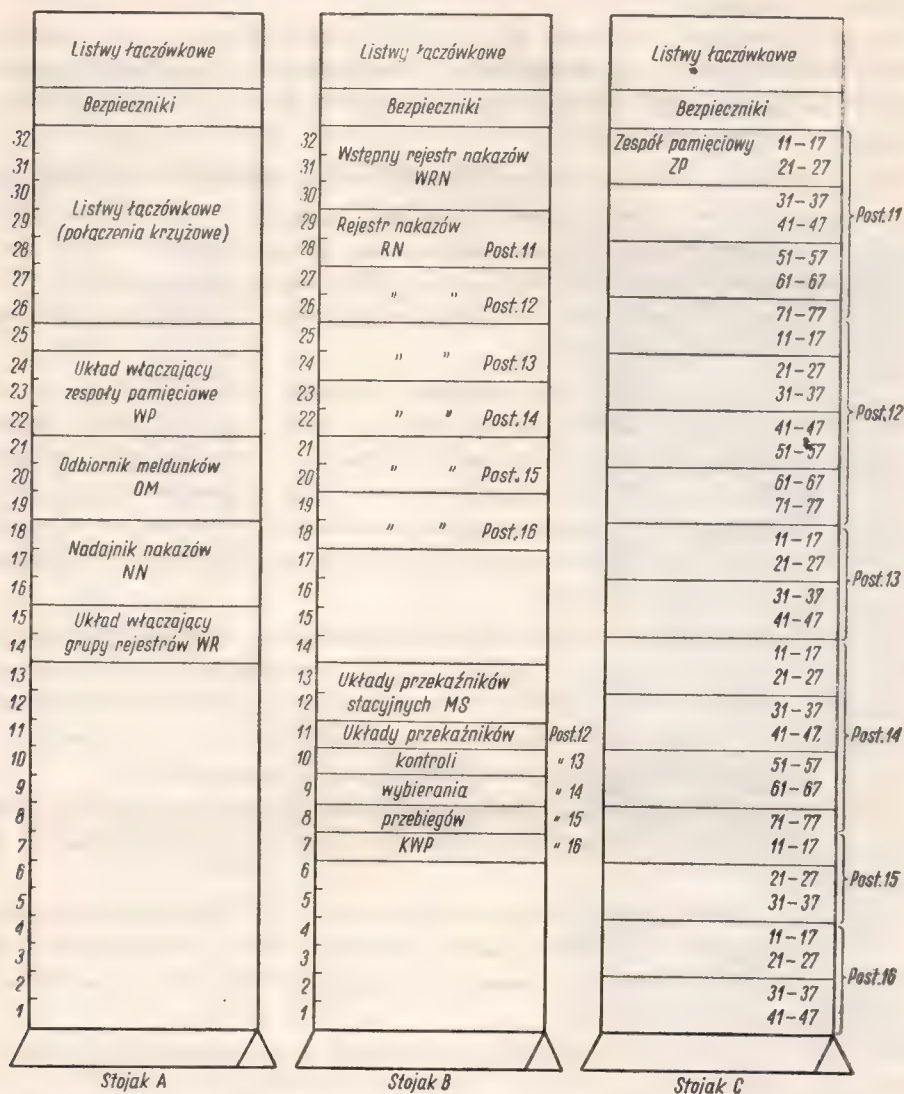 Listwy łączówkowe
Bezpieczniki
32
31
30
29
28
27
26
25
24
23
22
21
20
19
18
17
16
15
14
13
12
11
10
9
8
7
6
5
4
3
2
1
Listwy łączówkowe
(połączenia krzyżowe)
Układ włączający
zespoły pamięciowe
WP
Odbiornik meldunków
OM
Nadajnik nakazów
NN
Układ włączający
grupy rejestrów WR
Stojak A
Listwy łączówkowe
Bezpieczniki
32
31
30
29
28
27
26
25
24
23
22
21
20
19
18
17
16
15
14
13
12
11
10
9
8
7
6
5
4
3
2
1
Wstępny rejestr nakazów
WRN
Rejestr nakazów
RN Post.11
" " Post.12
" " Post.13
" " Post.14
" " Post.15
" " Post.16
Układy przekaźników
stacyjnych MS
Układy przekaźników Post.12
kontroli " 13
wybierania " 14
przebiegów " 15
KWP " 16
Stojak B
Listwy łączówkowe
Bezpieczniki
Zespół pamięciowy 11–17
ZP 21–27
31–37
41–47
51–57
61–67
71–77
Post.11
11–17
21–27
31–37
41–47
51–57
61–67
71–77
Post.12
11–17
21–27
31–37
41–47
Post.13
11–17
21–27
31–37
41–47.
51–57
61–67
71–77
Post.14
11–17
21–27
31–37
Post.15
11–17
21–27
31–37
41–47
Post.16
Stojak C